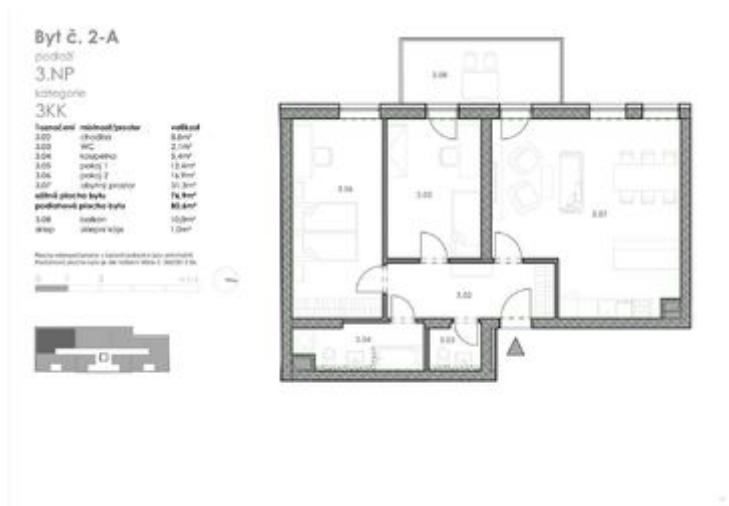 Byt č. 2-A
podlaží
3.NP
kategorie
3KK
označení místnost/prostor velikost
3.02 chodba 8,8m²
3.03 WC 2,1m²
3.04 koupelna 5,4m²
3.05 pokoj 1 12,4m²
3.06 pokoj 2 16,9m²
3.07 obytný prostor 31,3m²
užitná plocha bytu 76,9m²
podlahová plocha bytu 82,6m²
3.08 balkon 10,0m²
sklep sklepní kóje
3.08
3.06
3.05
3.07
3.02
3.04
3.03